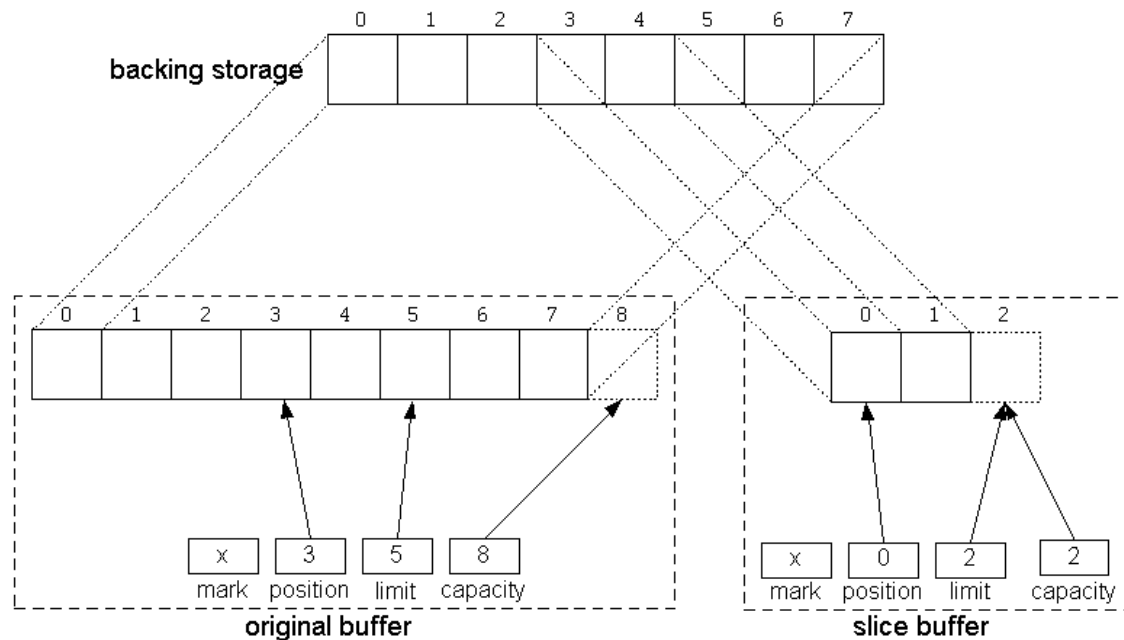 0 1 2 3 4 5 6 7
backing storage
0 1 2 3 4 5 6 7 8
x 3 5 8
mark position limit capacity
original buffer
0 1 2
x 0 2 2
mark position limit capacity
slice buffer